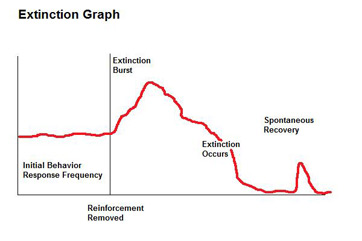 Extinction Graph
Extinction
Burst
Spontaneous
Recovery
Extinction
Occurs
Initial Behavior
Response Frequency
Reinforcement
Removed